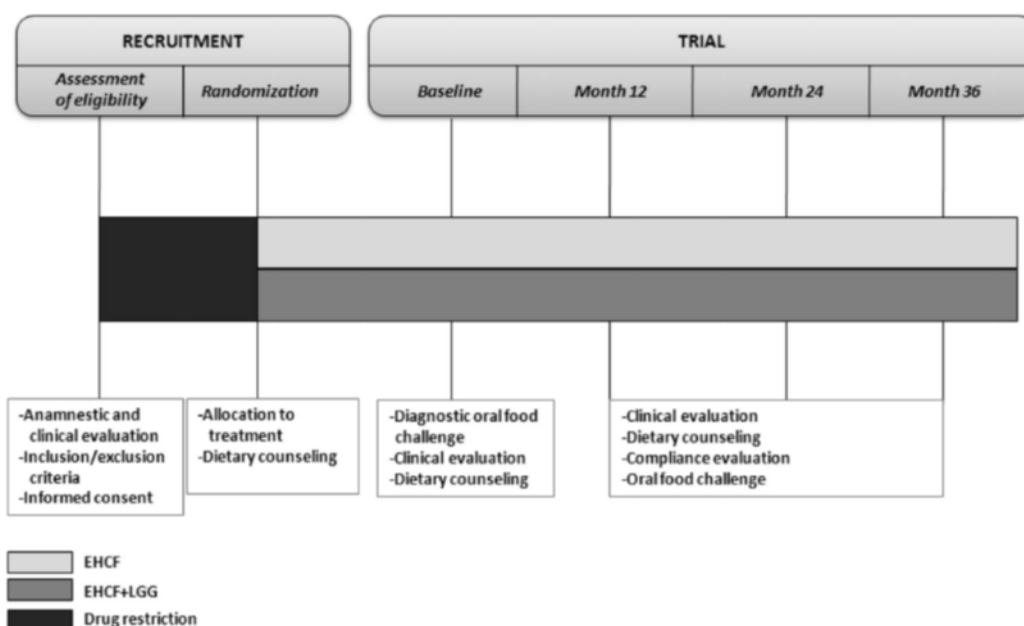 RECRUITMENT
TRIAL
Assessment
of eligibility
Randomization
Baseline
Month 12
Month 24
Month 36
-Anamnestic and
clinical evaluation
-Inclusion/exclusion
criteria
-Informed consent
-Allocation to
treatment
-Dietary counseling
-Diagnostic oral food
challenge
-Clinical evaluation
-Dietary counseling
-Clinical evaluation
-Dietary counseling
-Compliance evaluation
-Oral food challenge
EHCF
EHCF+LGG
Drug restriction